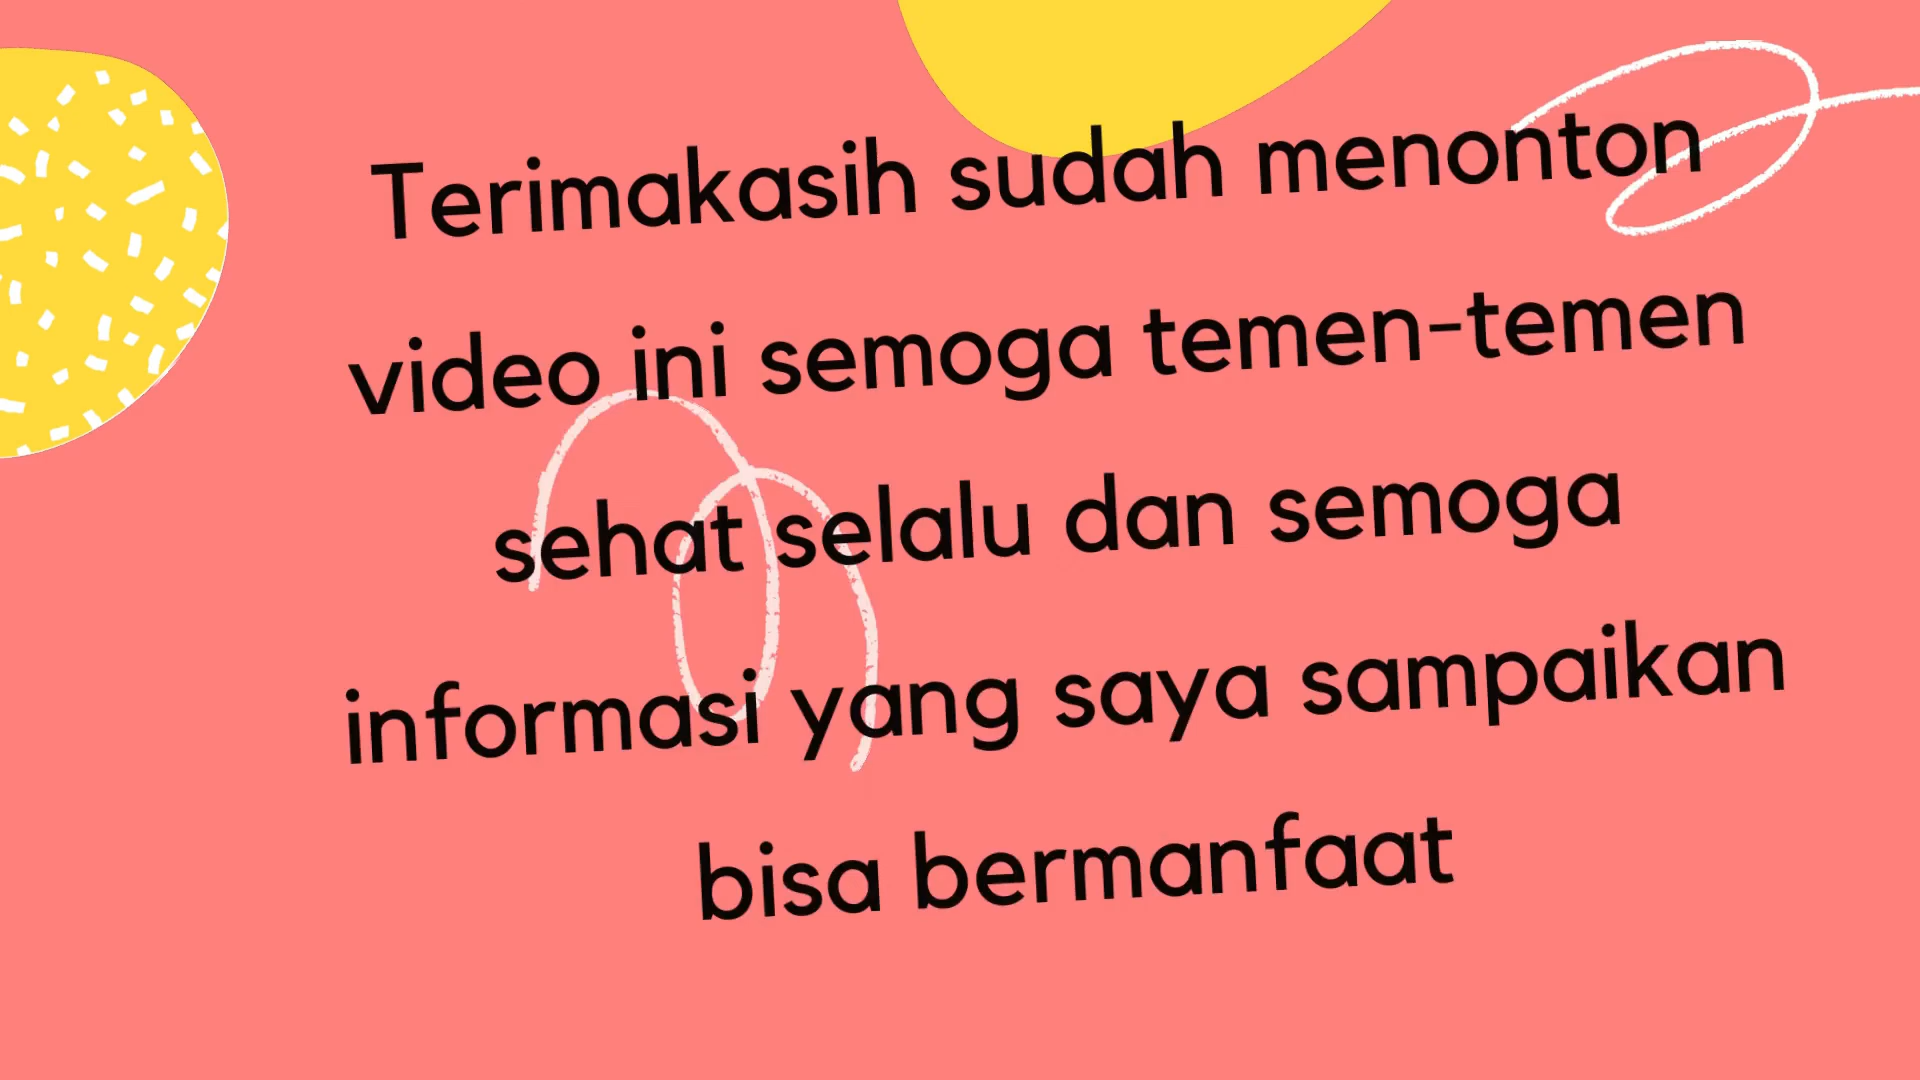 Terimakasih sudah menonton
video ini semoga temen-temen
sehat selalu dan semoga
informasi yang saya sampaikan
bisa bermanfaat